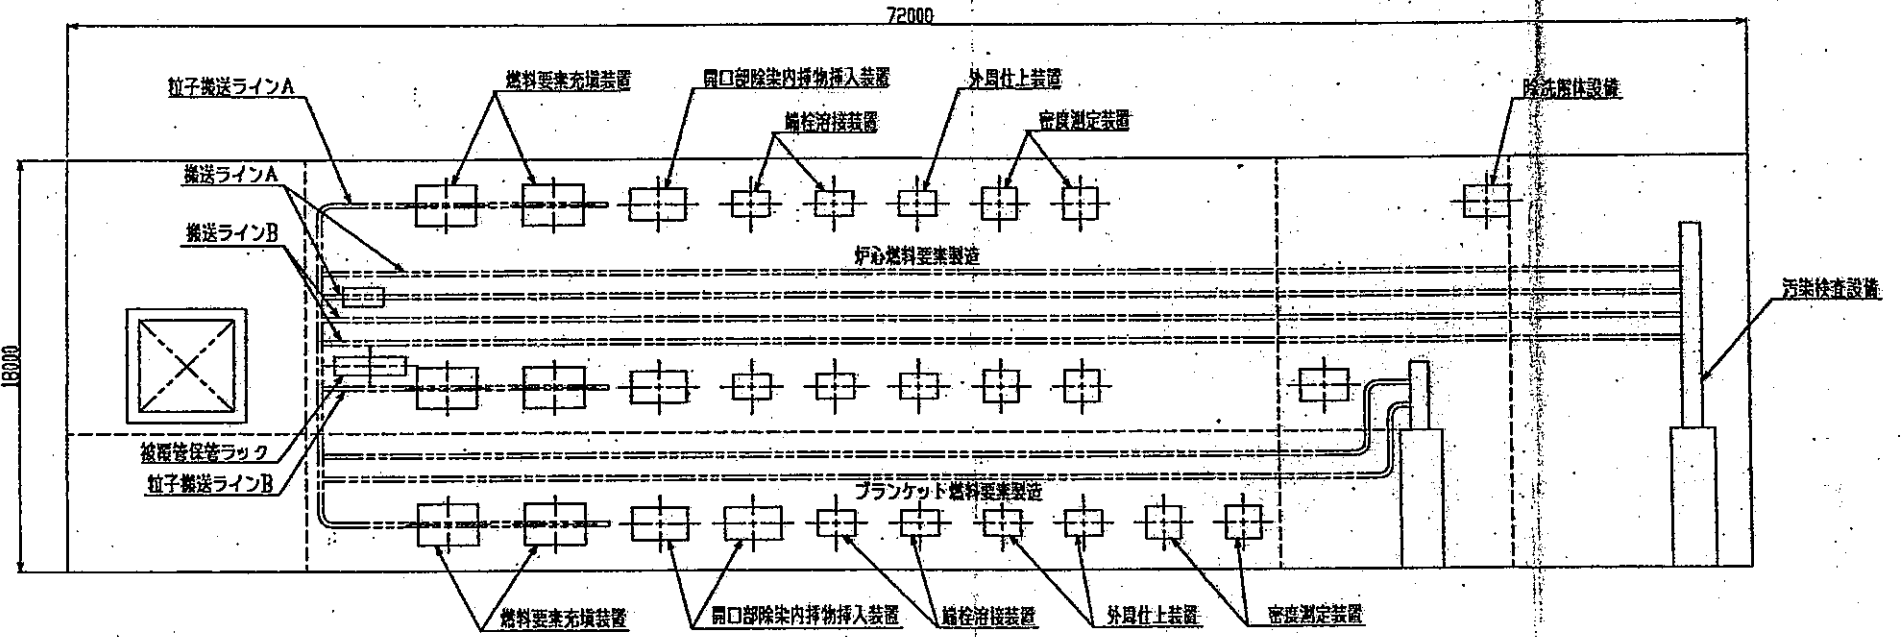 72000
粒子搬送ラインA
燃料要素充填装置
開口部除染内挿物挿入装置
外周仕上装置
除洗解体設備
端栓溶接装置
密度測定装置
搬送ラインA
搬送ラインB
炉心燃料要素製造
汚染検査設備
18000
被覆管保管ラック
粒子搬送ラインB
ブランケット燃料要素製造
燃料要素充填装置
開口部除染内挿物挿入装置
端栓溶接装置
外周仕上装置
密度測定装置